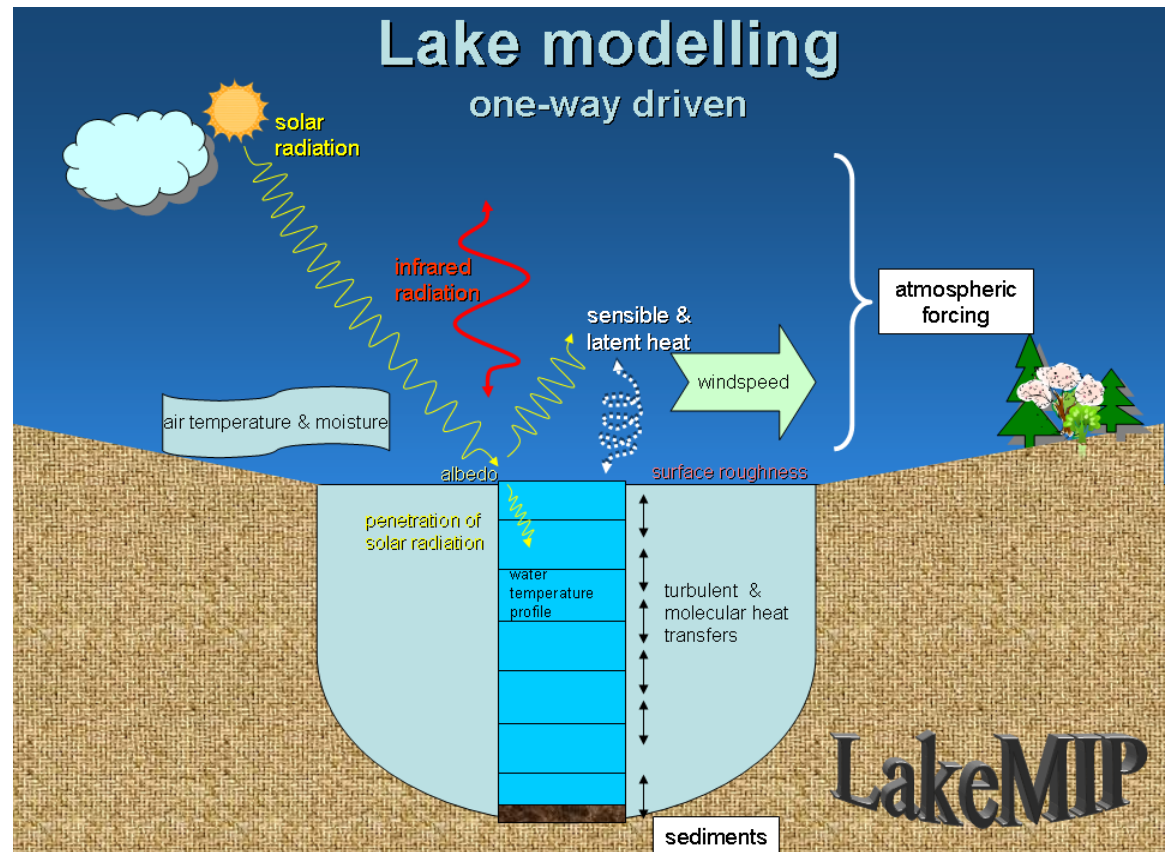 Lake modelling
one-way driven
solar
radiation
infrared
radiation
sensible &
latent heat
atmospheric
forcing
windspeed
air temperature & moisture
albedo
surface roughness
penetration of
solar radiation
water
temperature
profile
turbulent &
molecular heat
transfers
LakeMIP
sediments